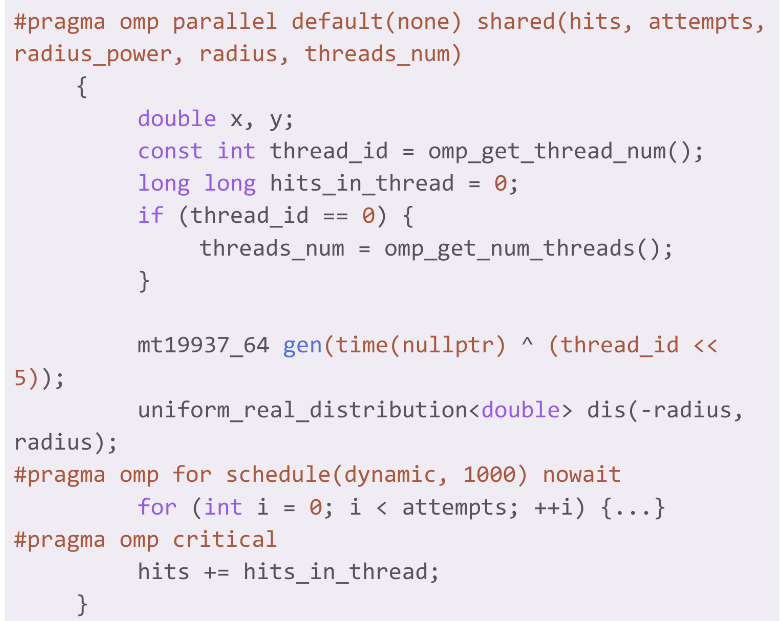 #pragma omp parallel default(none) shared(hits, attempts,
radius_power, radius, threads_num)
{
double x, y;
const int thread_id = omp_get_thread_num();
long long hits_in_thread = 0;
if (thread_id == 0) {
threads_num = omp_get_num_threads();
}
mt19937_64 gen(time(nullptr) ^ (thread_id <<
5));
uniform_real_distribution<double> dis(-radius,
radius);
#pragma omp for schedule(dynamic, 1000) nowait
for (int i = 0; i < attempts; ++i) {...}
#pragma omp critical
hits += hits_in_thread;
}